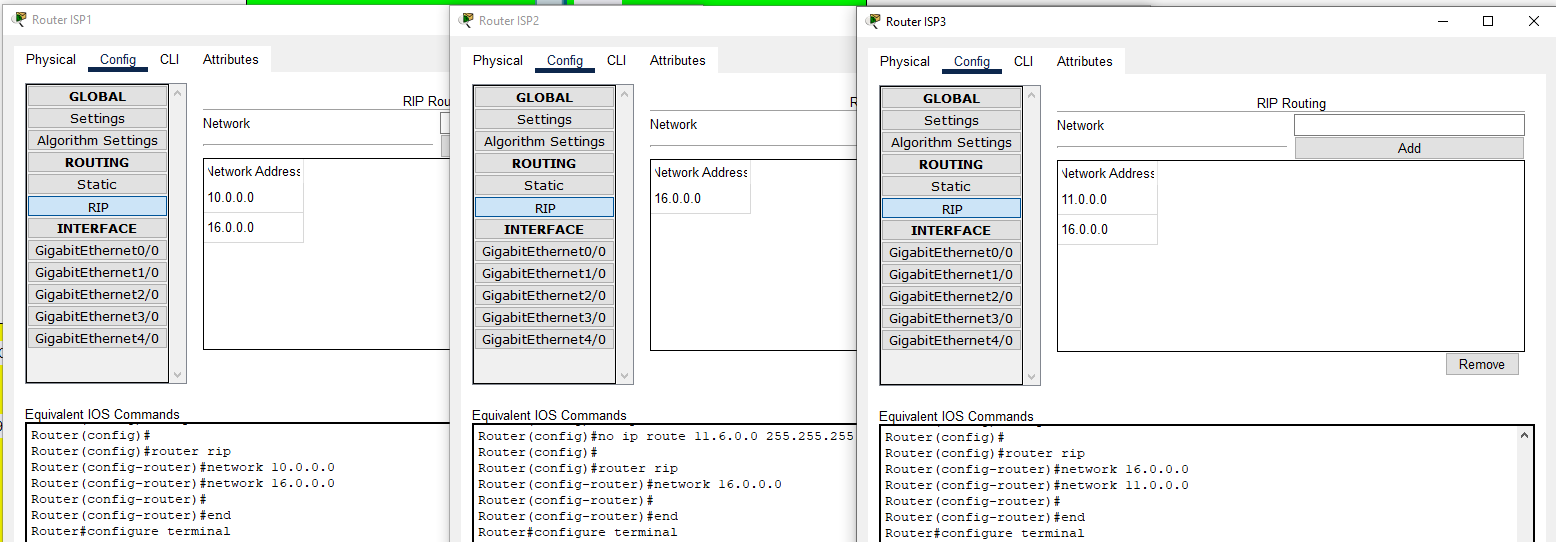 Router ISP1
Physical Config CLI Attributes
GLOBAL
Settings
Algorithm Settings
ROUTING
Static
RIP
INTERFACE
GigabitEthernet0/0
GigabitEthernet1/0
GigabitEthernet2/0
GigabitEthernet3/0
GigabitEthernet4/0
RIP Rou
Network
Network Address
10.0.0.0
16.0.0.0
Equivalent IOS Commands
Router(config)#
Router(config)#router rip
Router(config-router)#network 10.0.0.0
Router(config-router)#network 16.0.0.0
Router(config-router)#
Router(config-router)#end
Router#configure terminal
Router ISP2
Physical Config CLI Attributes
GLOBAL
Settings
Algorithm Settings
ROUTING
Static
RIP
INTERFACE
GigabitEthernet0/0
GigabitEthernet1/0
GigabitEthernet2/0
GigabitEthernet3/0
GigabitEthernet4/0
R
Network
Network Address
16.0.0.0
Equivalent IOS Commands
Router(config)#no ip route 11.6.0.0 255.255.255
Router(config)#
Router(config)#router rip
Router(config-router)#network 16.0.0.0
Router(config-router)#
Router(config-router)#end
Router#configure terminal
Router ISP3
Physical Config CLI Attributes
GLOBAL
Settings
Algorithm Settings
ROUTING
Static
RIP
INTERFACE
GigabitEthernet0/0
GigabitEthernet1/0
GigabitEthernet2/0
GigabitEthernet3/0
GigabitEthernet4/0
RIP Routing
Network
Add
Network Address
11.0.0.0
16.0.0.0
Remove
Equivalent IOS Commands
Router(config)#
Router(config)#router rip
Router(config-router)#network 16.0.0.0
Router(config-router)#network 11.0.0.0
Router(config-router)#
Router(config-router)#end
Router#configure terminal